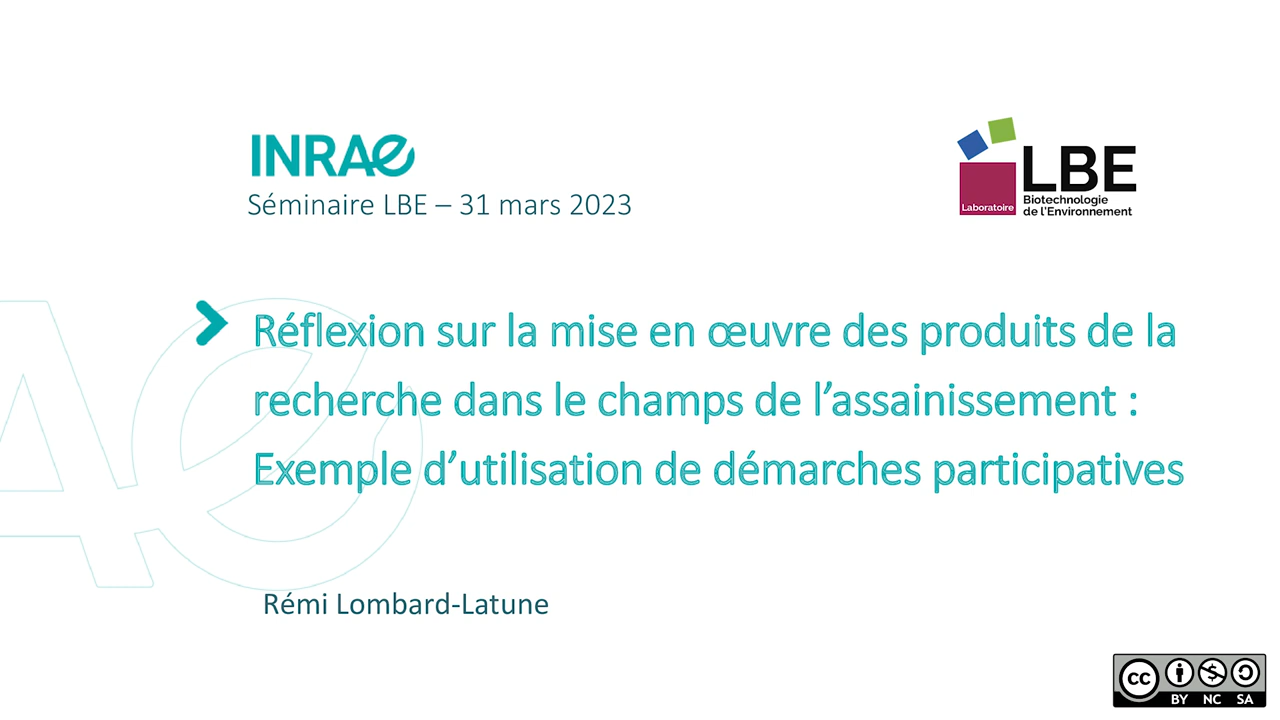 INRAE
Séminaire LBE – 31 mars 2023
LBE
Laboratoire
Biotechnologie
de l'Environnement
Réflexion sur la mise en œuvre des produits de la
recherche dans le champs de l'assainissement :
Exemple d'utilisation de démarches participatives
Rémi Lombard-Latune
cc
BY NC SA